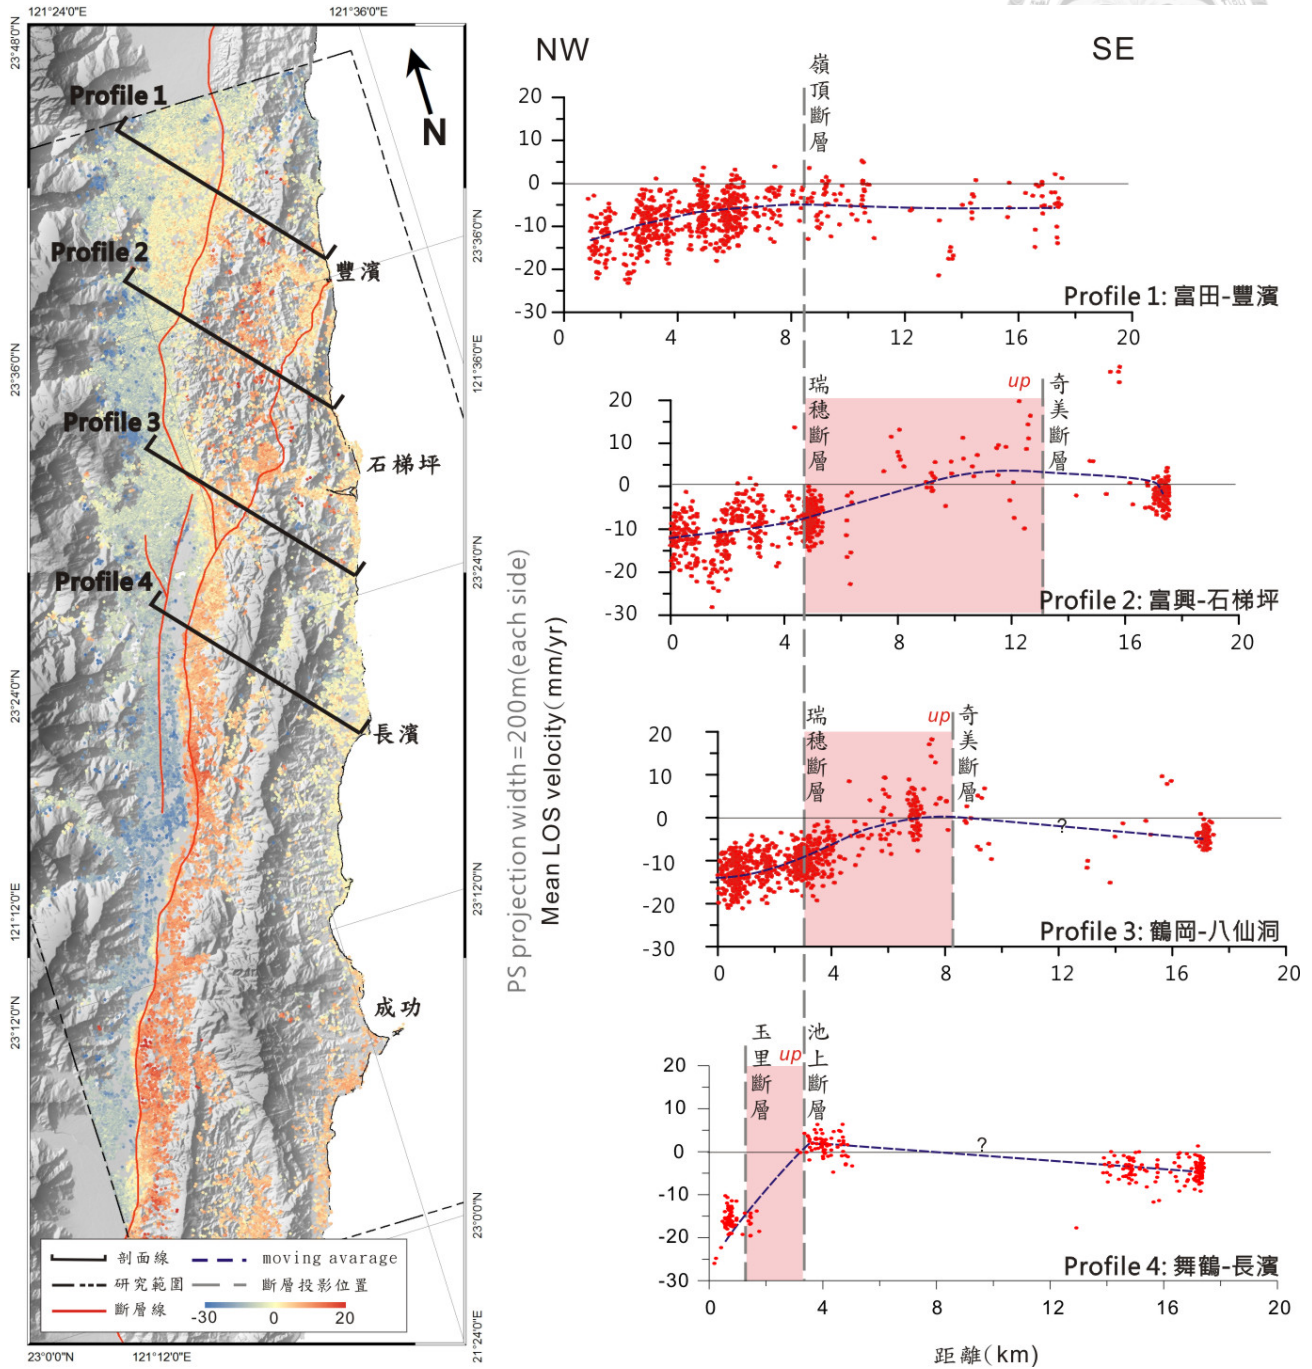 121°24'0"E
121°36'0"E
23°48'0"N
23°36'0"N
23°24'0"N
121°12'0"E
23°12'0"N
23°0'0"N
121°12'0"E
23°36'0"N
121°36'0"E
23°24'0"N
23°12'0"N
23°0'0"N
121°24'0"E
N
Profile 1
Profile 2
Profile 3
Profile 4
豐濱
石梯坪
長濱
成功
剖面線
moving avarage
研究範圍
斷層投影位置
斷層線
-30 0 20
NW
SE
PS projection width=200m(each side)
Mean LOS velocity(mm/yr)
嶺頂斷層
20
10
0
-10
-20
-30
0 4 8 12 16 20
Profile 1: 富田-豐濱
瑞穗斷層
up
奇美斷層
20
10
0
-10
-20
-30
0 4 8 12 16 20
Profile 2: 富興-石梯坪
瑞穗斷層
up
奇美斷層
20
10
0
-10
-20
-30
?
0 4 8 12 16 20
Profile 3: 鶴岡-八仙洞
玉里斷層
up
池上斷層
20
10
0
-10
-20
-30
?
0 4 8 12 16 20
Profile 4: 舞鶴-長濱
距離(km)